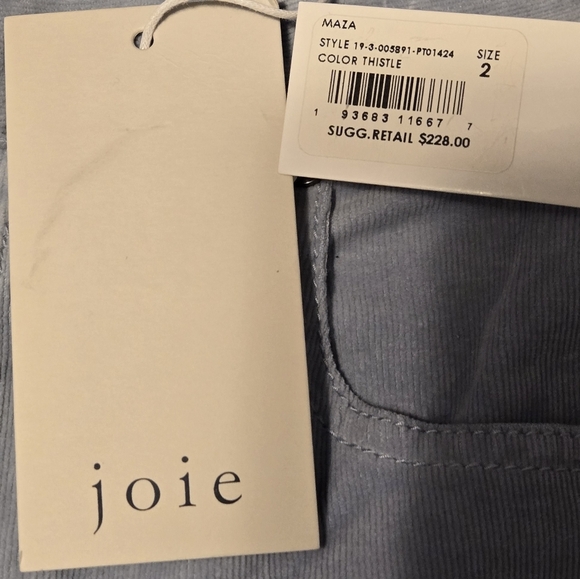 MAZA
STYLE 19-3-005891-PT01424
COLOR THISTLE
SIZE
2
1 93683 11667 7
SUGG.RETAIL $228.00
joie